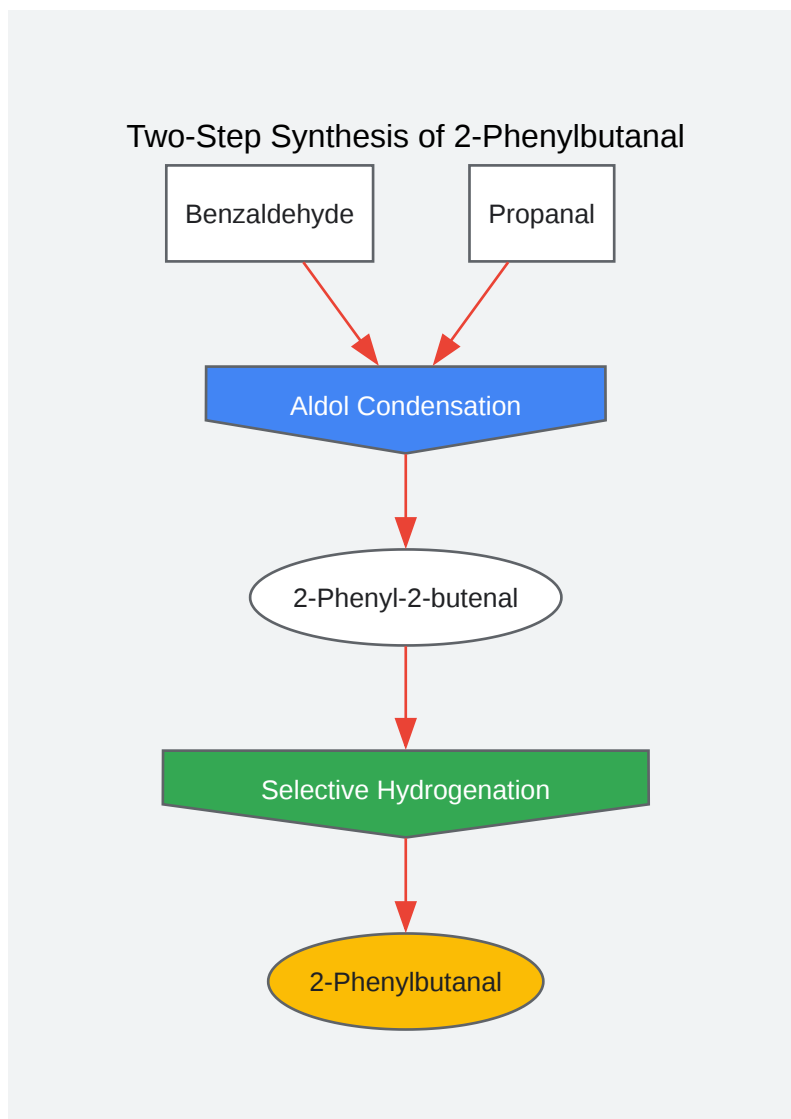 Two-Step Synthesis of 2-Phenylbutanal
Benzaldehyde
Propanal
Aldol Condensation
2-Phenyl-2-butenal
Selective Hydrogenation
2-Phenylbutanal